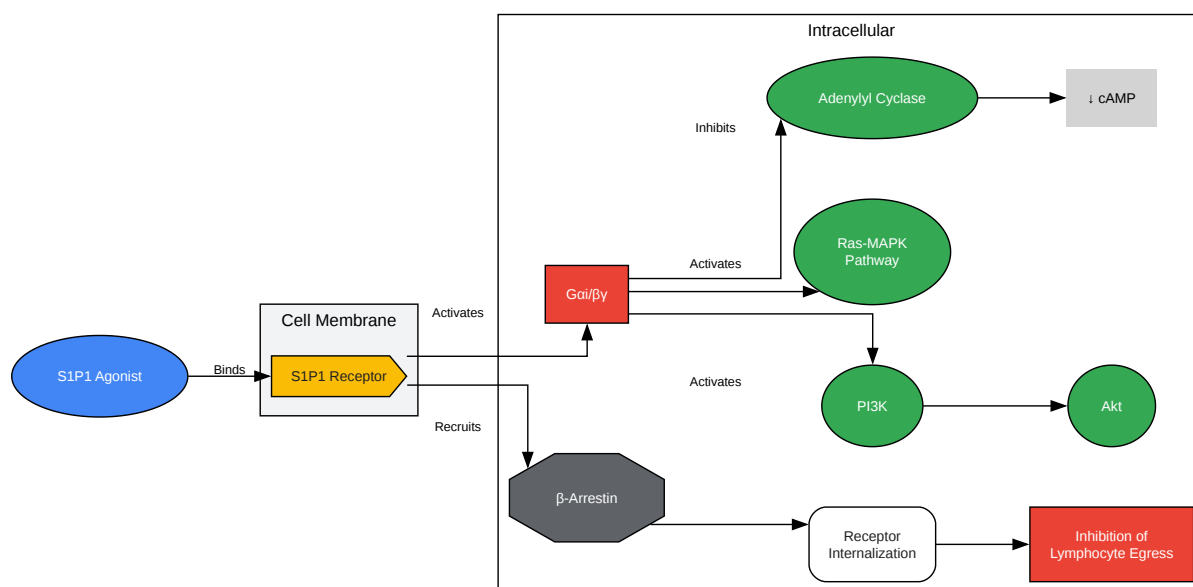 Intracellular
Adenylyl Cyclase
↓ cAMP
Inhibits
Ras-MAPK
Pathway
Activates
Gαi/βγ
Cell Membrane
Activates
S1P1 Agonist
Binds
S1P1 Receptor
Activates
PI3K
Akt
Recruits
β-Arrestin
Receptor
Internalization
Inhibition of
Lymphocyte Egress